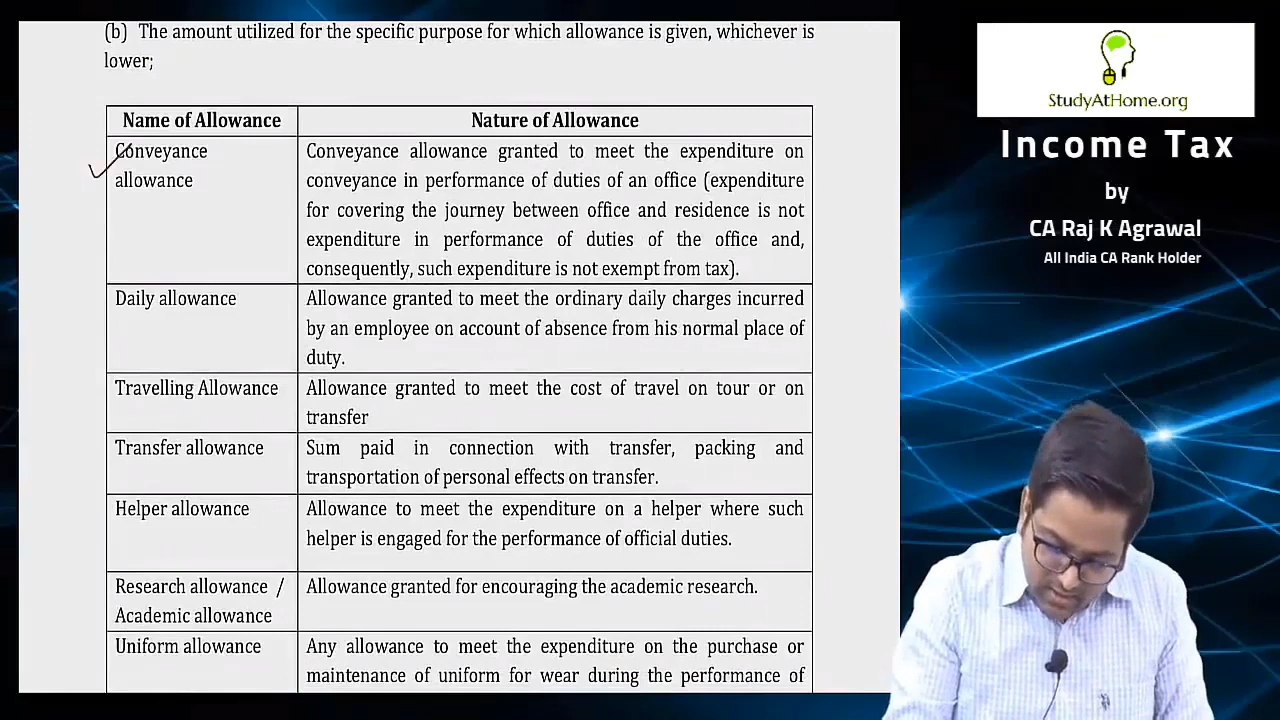 (b) The amount utilized for the specific purpose for which allowance is given, whichever is
lower;
Name of Allowance
Nature of Allowance
Conveyance
allowance
Conveyance allowance granted to meet the expenditure on
conveyance in performance of duties of an office (expenditure
for covering the journey between office and residence is not
expenditure in performance of duties of the office and,
consequently, such expenditure is not exempt from tax).
Daily allowance
Allowance granted to meet the ordinary daily charges incurred
by an employee on account of absence from his normal place of
duty.
Travelling Allowance
Allowance granted to meet the cost of travel on tour or on
transfer
Transfer allowance
Sum paid in connection with transfer, packing and
transportation of personal effects on transfer.
Helper allowance
Allowance to meet the expenditure on a helper where such
helper is engaged for the performance of official duties.
Research allowance /
Academic allowance
Allowance granted for encouraging the academic research.
Uniform allowance
Any allowance to meet the expenditure on the purchase or
maintenance of uniform for wear during the performance of
StudyAtHome.org
Income Tax
by
CA Raj K Agrawal
All India CA Rank Holder